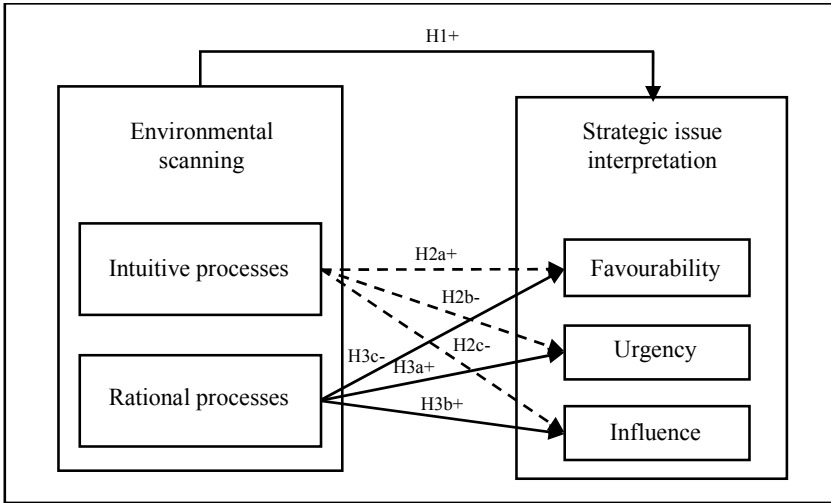 H1+
Environmental
scanning
Strategic issue
interpretation
Intuitive processes
H2a+
Favourability
H2b-
H2c-
Urgency
H3c-
H3a+
Rational processes
H3b+
Influence